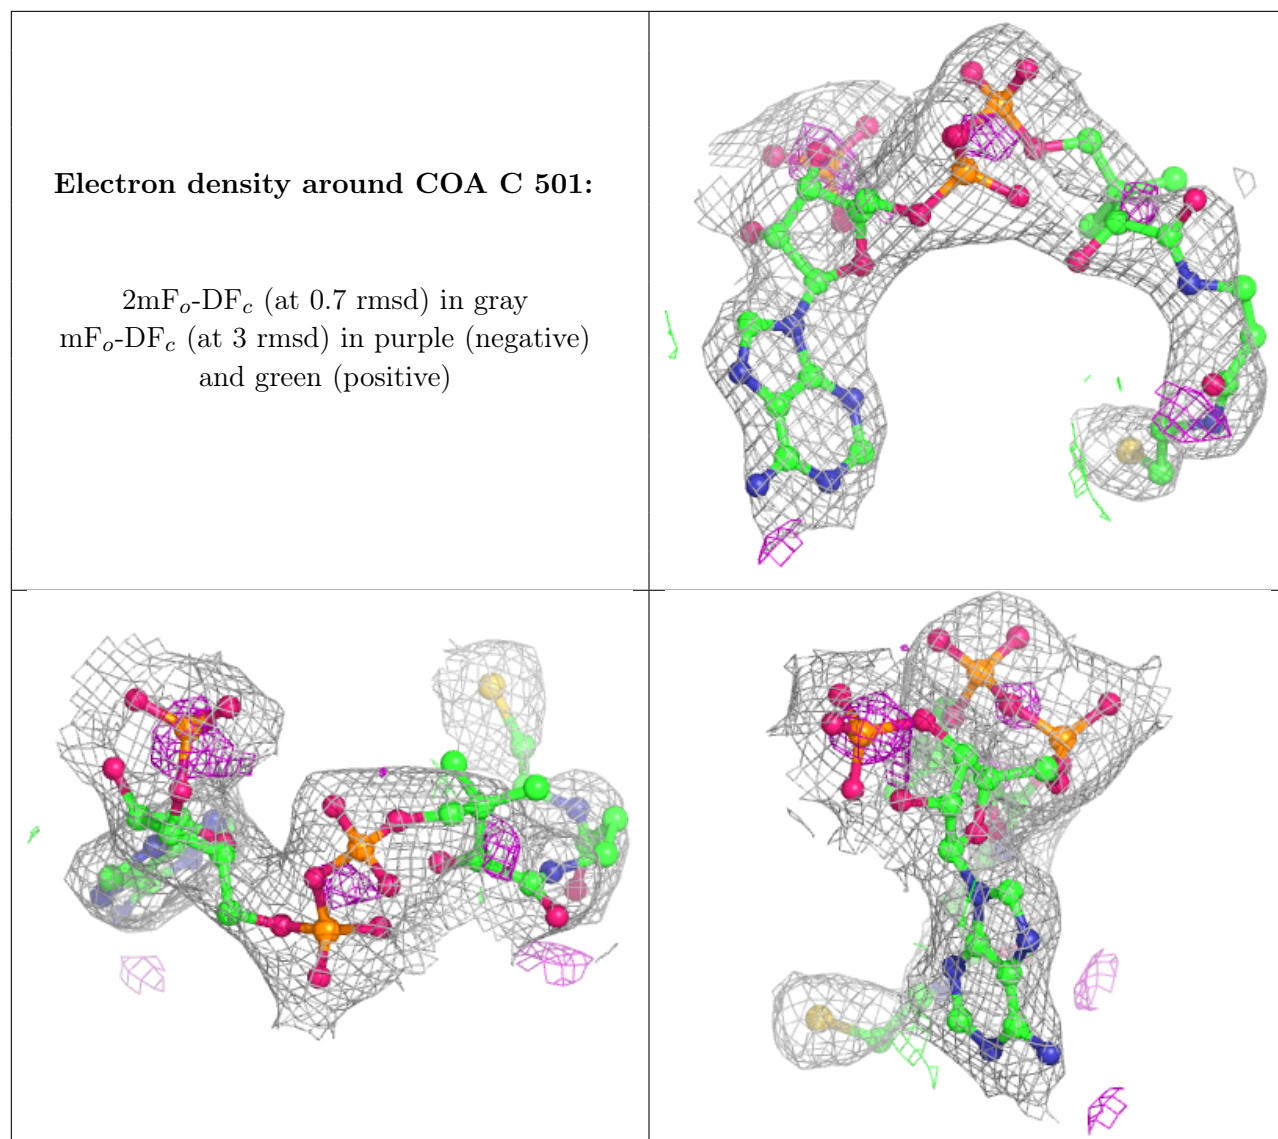 Electron density around COA C 501:
2mFo-DFc (at 0.7 rmsd) in gray
mFo-DFc (at 3 rmsd) in purple (negative)
and green (positive)